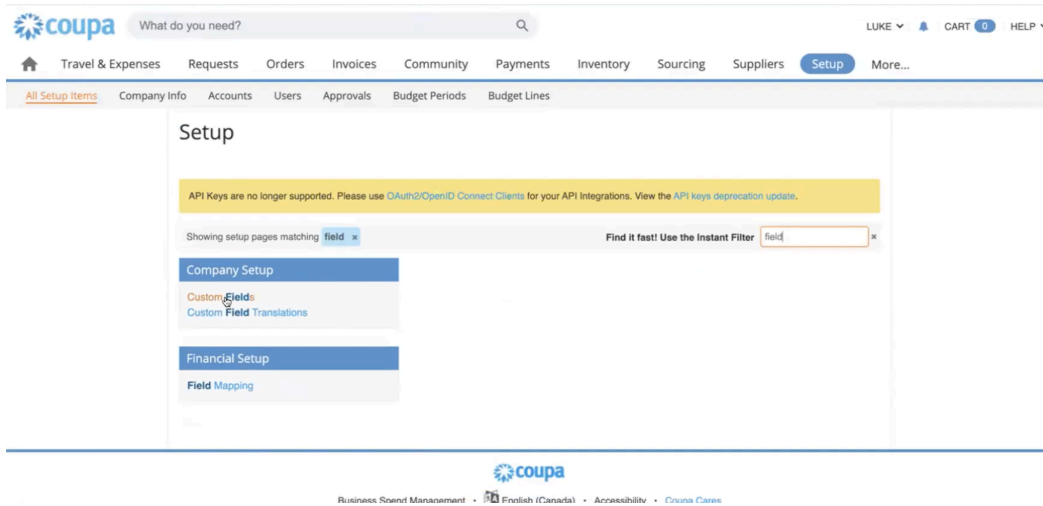 coupa What do you need? LUKE CART 0 HELP
Travel & Expenses Requests Orders Invoices Community Payments Inventory Sourcing Suppliers Setup More...
All Setup Items Company Info Accounts Users Approvals Budget Periods Budget Lines
Setup
API Keys are no longer supported. Please use OAuth2/OpenID Connect Clients for your API Integrations. View the API keys deprecation update.
Showing setup pages matching field × Find it fast! Use the Instant Filter field ×
Company Setup
Custom Fields
Custom Field Translations
Financial Setup
Field Mapping
coupa
Business Spend Management • English (Canada) • Accessibility • Coupa Cares